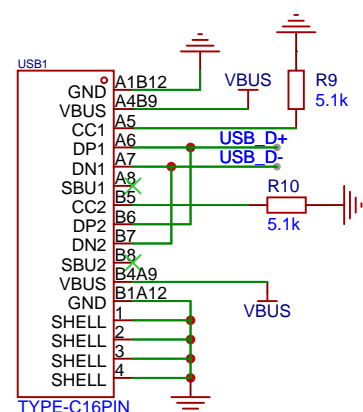 USB1
GND A1B12
VBUS A4B9
VBUS
CC1 A5
R9
5.1k
DP1 A6
USB_D+
DN1 A7
USB_D-
SBU1 A8
CC2 B5
R10
5.1k
DP2 B6
DN2 B7
SBU2 B8
VBUS B4A9
VBUS
GND B1A12
SHELL 1
SHELL 2
SHELL 3
SHELL 4
TYPE-C16PIN